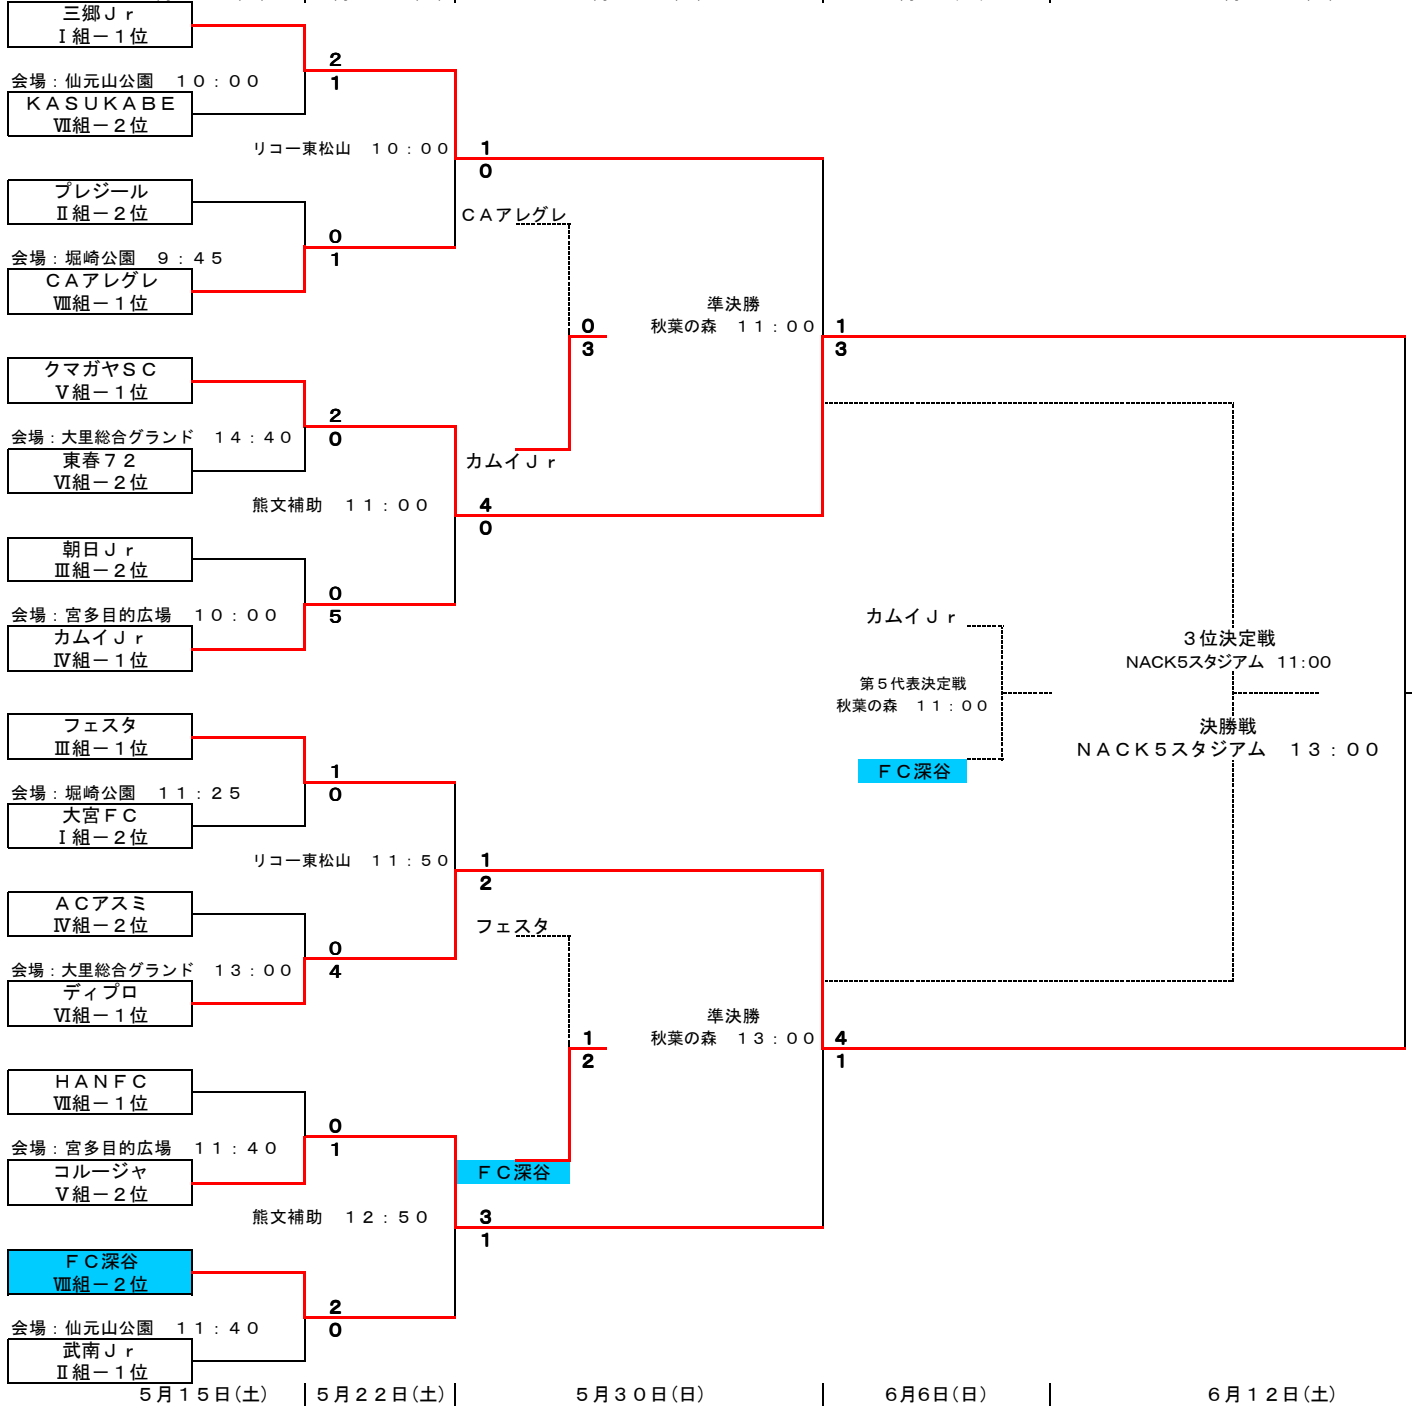 三郷Ｊｒ
Ⅰ組－１位
２
会場：仙元山公園　１０：００
１
ＫＡＳＵＫＡＢＥ
Ⅶ組－２位
リコー東松山　１０：００
１
０
プレジール
Ⅱ組－２位
ＣＡアレグレ
０
会場：堀崎公園　９：４５
１
ＣＡアレグレ
Ⅷ組－１位
準決勝
秋葉の森　１１：００
０
３
１
３
クマガヤＳＣ
Ⅴ組－１位
２
会場：大里総合グランド　１４：４０
０
東春７２
Ⅵ組－２位
カムイＪｒ
熊文補助　１１：００
４
０
朝日Ｊｒ
Ⅲ組－２位
０
会場：宮多目的広場　１０：００
５
カムイＪｒ
Ⅳ組－１位
カムイＪｒ
第５代表決定戦
秋葉の森　１１：００
ＦＣ深谷
３位決定戦
NACK5スタジアム　11:00
決勝戦
ＮＡＣＫ５スタジアム　１３：００
フェスタ
Ⅲ組－１位
１
会場：堀崎公園　１１：２５
０
大宮ＦＣ
Ⅰ組－２位
リコー東松山　１１：５０
１
２
ＡＣアスミ
Ⅳ組－２位
フェスタ
０
会場：大里総合グランド　１３：００
４
ディプロ
Ⅵ組－１位
準決勝
秋葉の森　１３：００
１
２
４
１
ＨＡＮＦＣ
Ⅶ組－１位
０
会場：宮多目的広場　１１：４０
１
コルージャ
Ⅴ組－２位
ＦＣ深谷
熊文補助　１２：５０
３
１
ＦＣ深谷
Ⅷ組－２位
２
会場：仙元山公園　１１：４０
０
武南Ｊｒ
Ⅱ組－１位
５月１５日(土)　５月２２日(土)　５月３０日(日)　６月６日(日)　６月１２日(土)